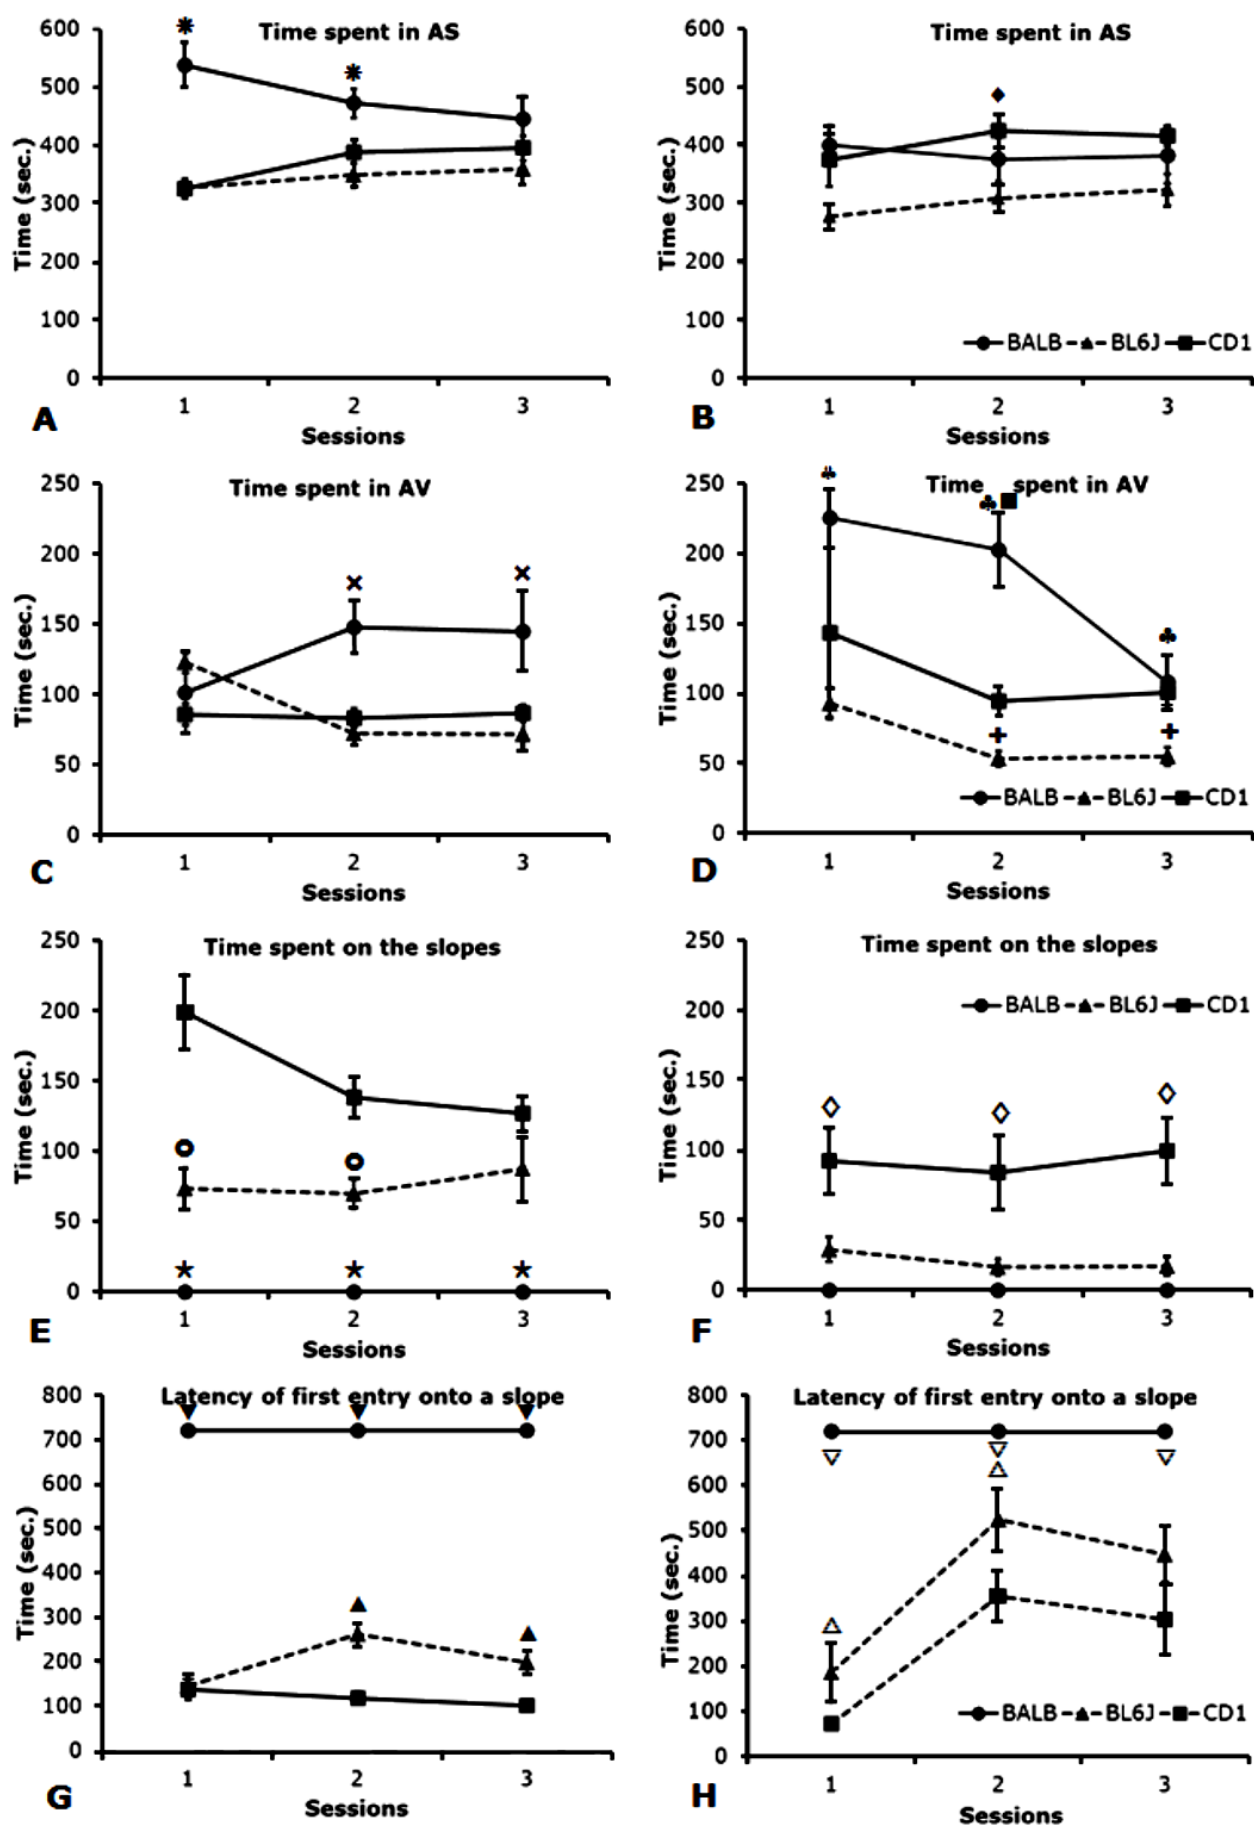 Time spent in AS
600
500
400
300
200
100
0
Time (sec.)
1 2 3
Sessions
A
Time spent in AS
600
500
400
300
200
100
0
Time (sec.)
BALB BL6J CD1
1 2 3
Sessions
B
Time spent in AV
250
200
150
100
50
0
Time (sec.)
1 2 3
Sessions
C
Time spent in AV
250
200
150
100
50
0
Time (sec.)
BALB BL6J CD1
1 2 3
Sessions
D
Time spent on the slopes
250
200
150
100
50
0
Time (sec.)
1 2 3
Sessions
E
Time spent on the slopes
250
200
150
100
50
0
Time (sec.)
BALB BL6J CD1
1 2 3
Sessions
F
Latency of first entry onto a slope
800
700
600
500
400
300
200
100
0
Time (sec.)
1 2 3
Sessions
G
Latency of first entry onto a slope
800
700
600
500
400
300
200
100
0
Time (sec.)
BALB BL6J CD1
1 2 3
Sessions
H